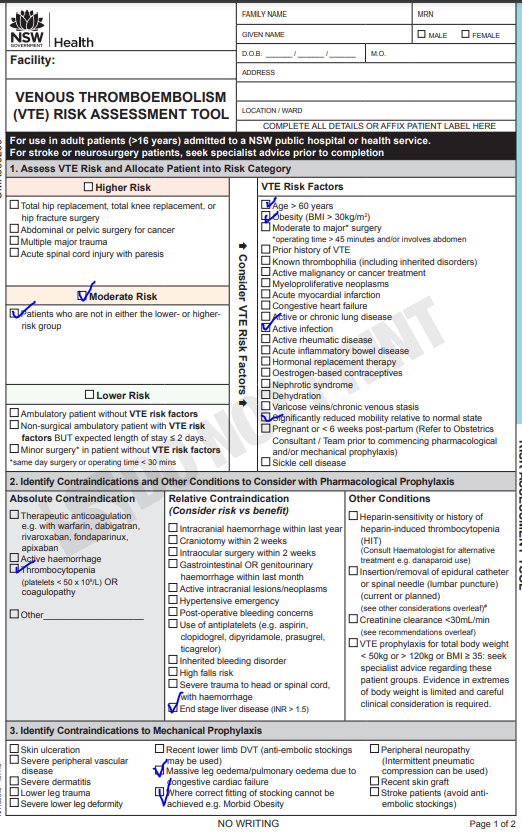 FAMILY NAME
MRN
NSW
GOVERNMENT
Health
GIVEN NAME
MALE
FEMALE
Facility:
D.O.B. ______ / ______ / ______
M.O.
ADDRESS
VENOUS THROMBOEMBOLISM
(VTE) RISK ASSESSMENT TOOL
LOCATION / WARD
COMPLETE ALL DETAILS OR AFFIX PATIENT LABEL HERE
For use in adult patients (>16 years) admitted to a NSW public hospital or health service.
For stroke or neurosurgery patients, seek specialist advice prior to completion
1. Assess VTE Risk and Allocate Patient into Risk Category
Higher Risk
Total hip replacement, total knee replacement, or
hip fracture surgery
Abdominal or pelvic surgery for cancer
Multiple major trauma
Acute spinal cord injury with paresis
Moderate Risk
Patients who are not in either the lower- or higher-
risk group
Lower Risk
Ambulatory patient without VTE risk factors
Non-surgical ambulatory patient with VTE risk
factors BUT expected length of stay ≤ 2 days.
Minor surgery* in patient without VTE risk factors
*same day surgery or operating time < 30 mins
Consider VTE Risk Factors
VTE Risk Factors
Age > 60 years
Obesity (BMI > 30kg/m²)
Moderate to major* surgery
*operating time > 45 minutes and/or involves abdomen
Prior history of VTE
Known thrombophilia (including inherited disorders)
Active malignancy or cancer treatment
Myeloproliferative neoplasms
Acute myocardial infarction
Congestive heart failure
Active or chronic lung disease
Active infection
Active rheumatic disease
Acute inflammatory bowel disease
Hormonal replacement therapy
Oestrogen-based contraceptives
Nephrotic syndrome
Dehydration
Varicose veins/chronic venous stasis
Significantly reduced mobility relative to normal state
Pregnant or < 6 weeks post-partum (Refer to Obstetrics
Consultant / Team prior to commencing pharmacological
and/or mechanical prophylaxis)
Sickle cell disease
2. Identify Contraindications and Other Conditions to Consider with Pharmacological Prophylaxis
Absolute Contraindication
Therapeutic anticoagulation
e.g. with warfarin, dabigatran,
rivaroxaban, fondaparinux,
apixaban
Active haemorrhage
Thrombocytopenia
(platelets < 50 x 10⁹/L) OR
coagulopathy
Other____________________
Relative Contraindication
(Consider risk vs benefit)
Intracranial haemorrhage within last year
Craniotomy within 2 weeks
Intraocular surgery within 2 weeks
Gastrointestinal OR genitourinary
haemorrhage within last month
Active intracranial lesions/neoplasms
Hypertensive emergency
Post-operative bleeding concerns
Use of antiplatelets (e.g. aspirin,
clopidogrel, dipyridamole, prasugrel,
ticagrelor)
Inherited bleeding disorder
High falls risk
Severe trauma to head or spinal cord,
with haemorrhage
End stage liver disease (INR > 1.5)
Other Conditions
Heparin-sensitivity or history of
heparin-induced thrombocytopenia
(HIT)
(Consult Haematologist for alternative
treatment e.g. danaparoid use)
Insertion/removal of epidural catheter
or spinal needle (lumbar puncture)
(current or planned)
(see other considerations overleaf)#
Creatinine clearance <30mL/min
(see recommendations overleaf)
VTE prophylaxis for total body weight
< 50kg or > 120kg or BMI ≥ 35: seek
specialist advice regarding these
patient groups. Evidence in extremes
of body weight is limited and careful
clinical consideration is required.
3. Identify Contraindications to Mechanical Prophylaxis
Skin ulceration
Severe peripheral vascular
disease
Severe dermatitis
Lower leg trauma
Severe lower leg deformity
Recent lower limb DVT (anti-embolic stockings
may be used)
Massive leg oedema/pulmonary oedema due to
congestive cardiac failure
Where correct fitting of stocking cannot be
achieved e.g. Morbid Obesity
Peripheral neuropathy
(Intermittent pneumatic
compression can be used)
Recent skin graft
Stroke patients (avoid anti-
embolic stockings)
NO WRITING
Page 1 of 2